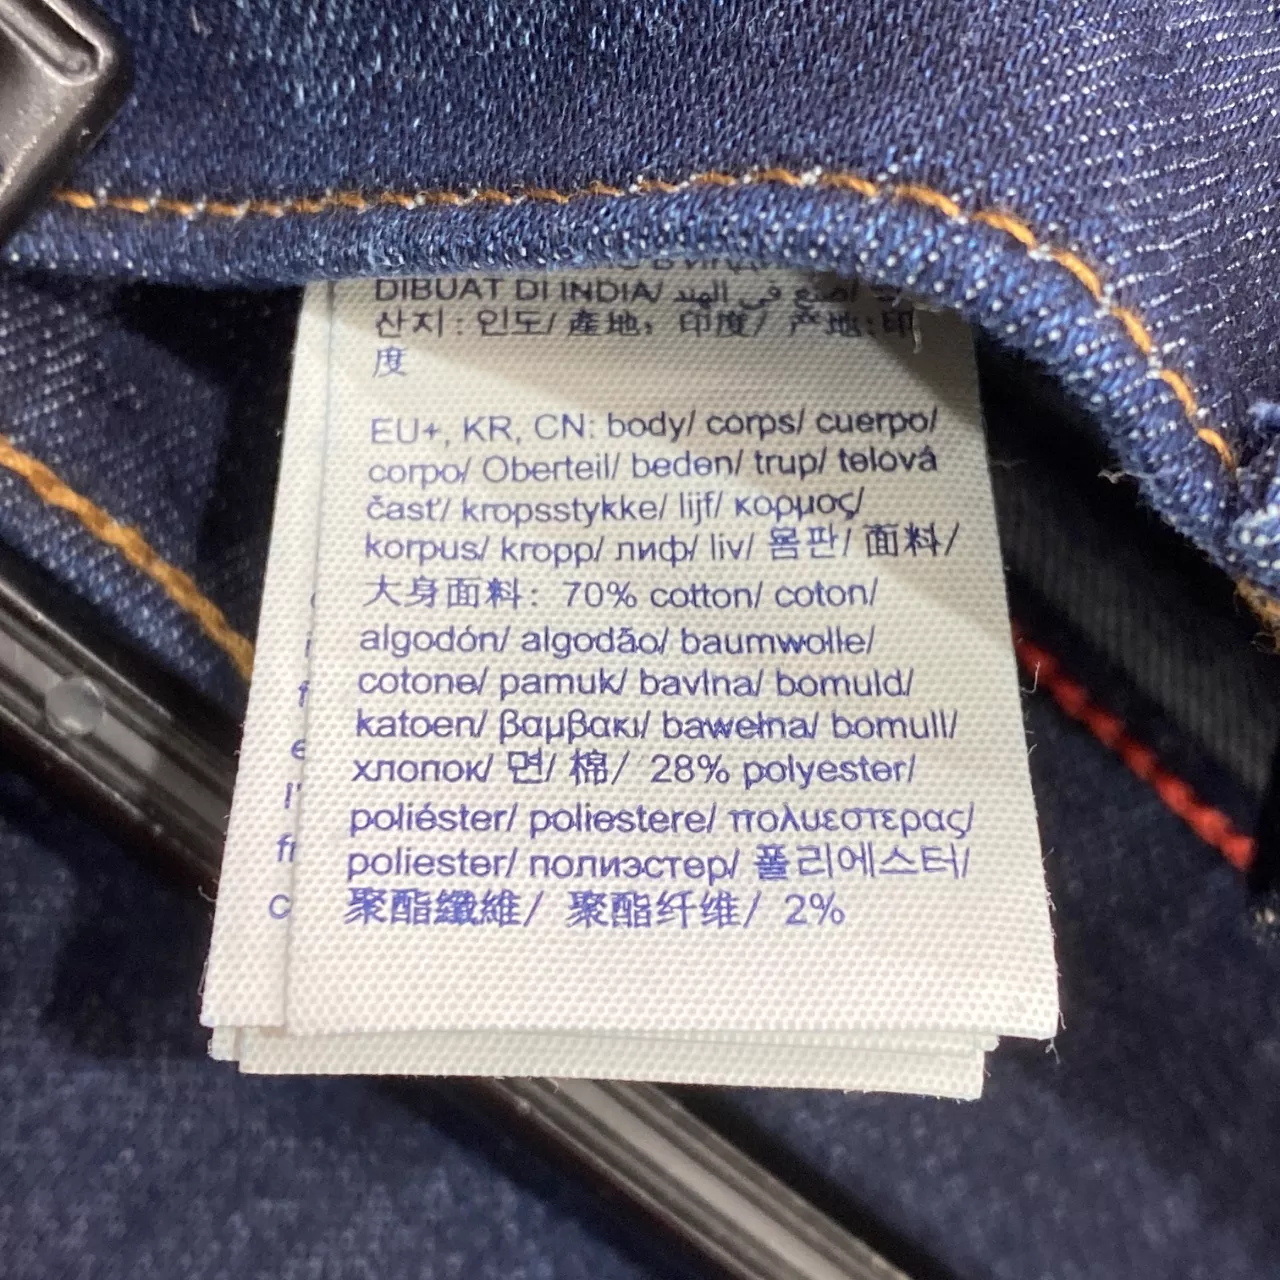 DIBUAT DI INDIA/ صنع في الهند
산지 : 인도/ 產地：印度/ 产地:印
度
EU+, KR, CN: body/ corps/ cuerpo/
corpo/ Oberteil/ beden/ trup/ telová
časť/ kropsstykke/ lijf/ κορμος/
korpus/ kropp/ лиф/ liv/ 몸판/ 面料/
大身面料: 70% cotton/ coton/
algodón/ algodão/ baumwolle/
cotone/ pamuk/ bavlna/ bomuld/
katoen/ βαμβακι/ bawełna/ bomull/
хлопок/ 면/ 棉/ 28% polyester/
poliéster/ poliestere/ πολυεστερας/
poliester/ полиэстер/ 폴리에스터/
聚酯纖維/ 聚酯纤维/ 2%